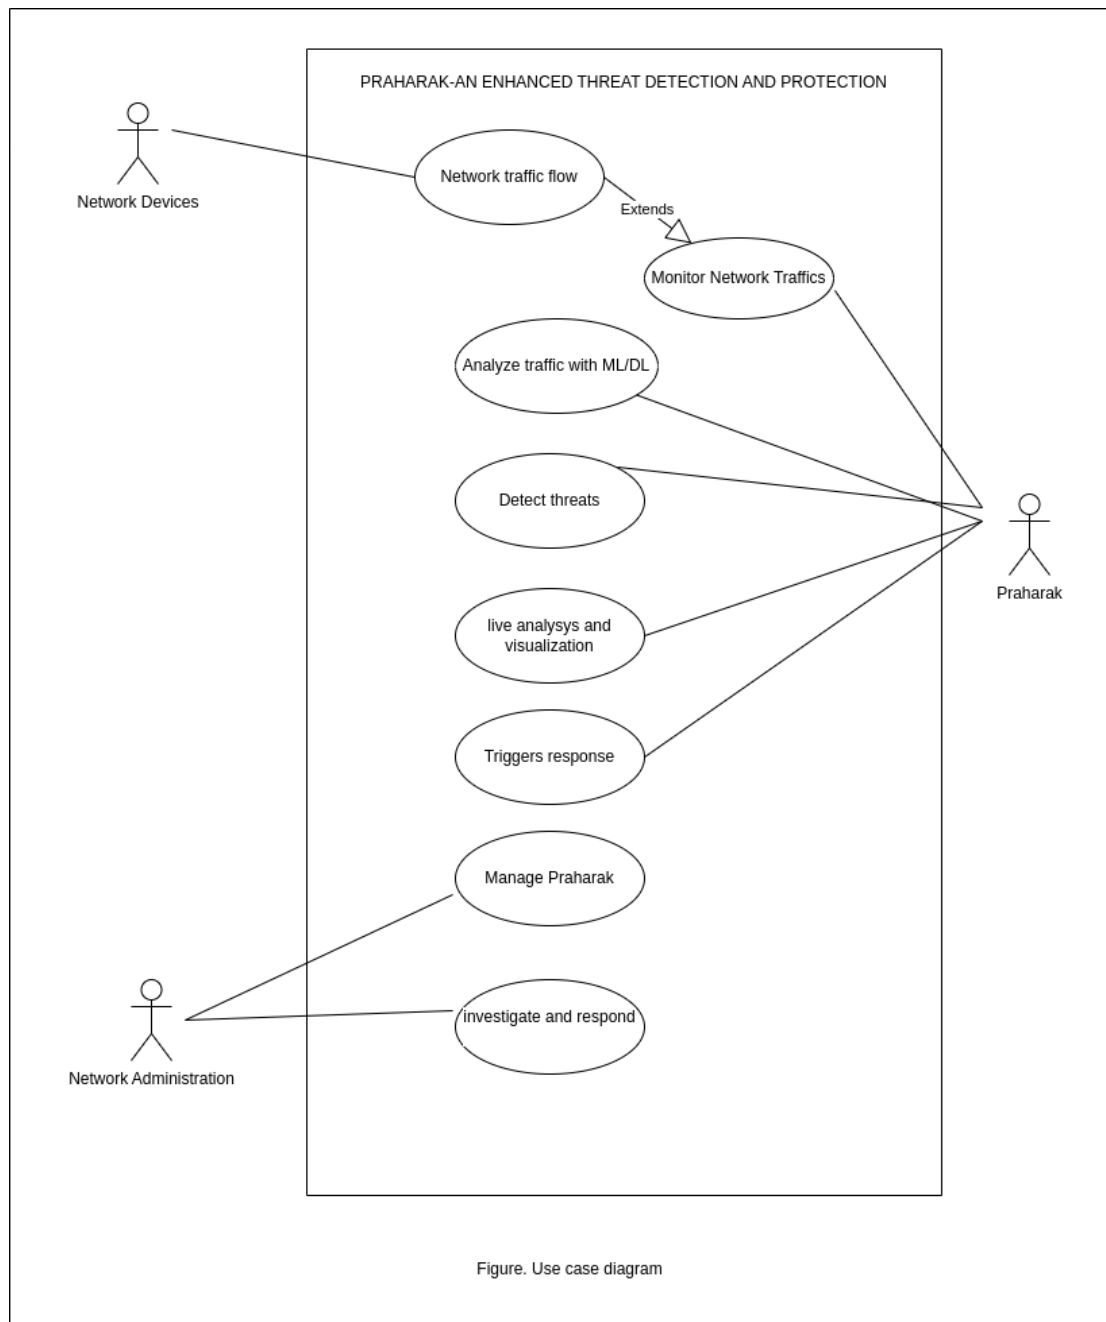 PRAHARAK-AN ENHANCED THREAT DETECTION AND PROTECTION
Network Devices
Network traffic flow
Extends
Monitor Network Traffics
Analyze traffic with ML/DL
Detect threats
Praharak
live analysys and
visualization
Triggers response
Manage Praharak
investigate and respond
Network Administration
Figure. Use case diagram